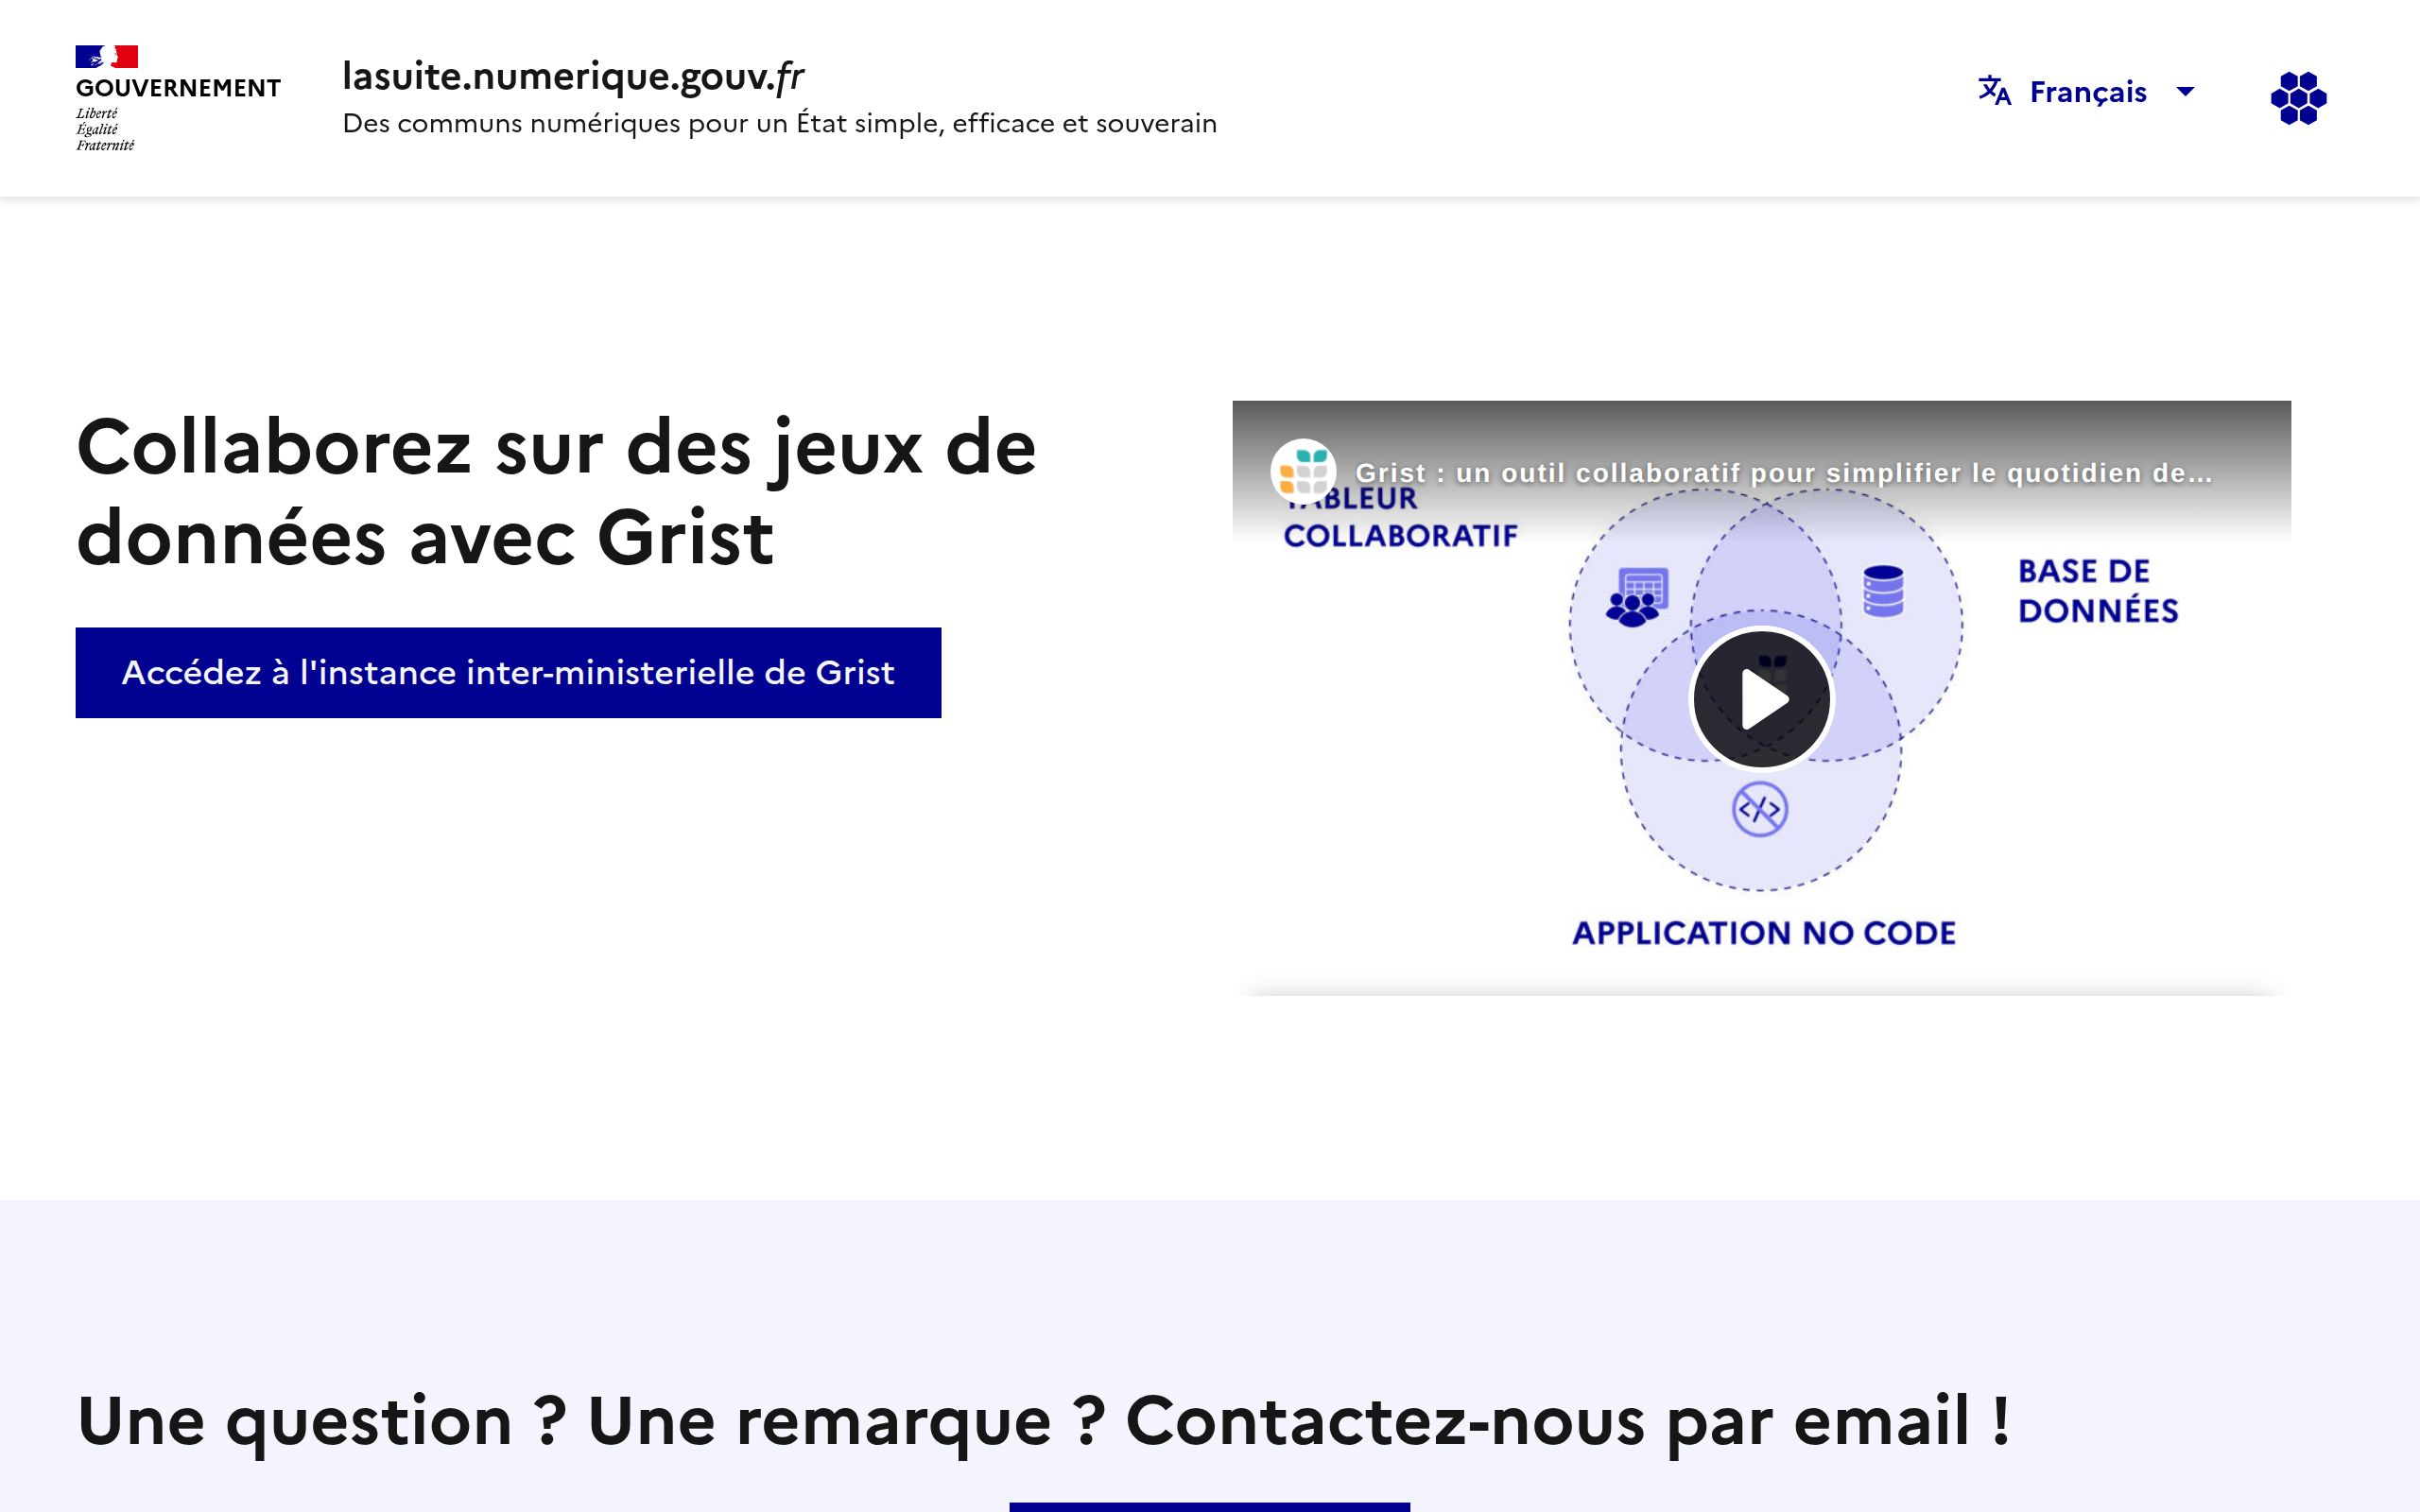 GOUVERNEMENT
Liberté
Égalité
Fraternité
lasuite.numerique.gouv.fr
Des communs numériques pour un État simple, efficace et souverain
Français
Collaborez sur des jeux de
données avec Grist
Accédez à l'instance inter-ministerielle de Grist
Grist : un outil collaboratif pour simplifier le quotidien de...
TABLEUR
COLLABORATIF
BASE DE
DONNÉES
APPLICATION NO CODE
Une question ? Une remarque ? Contactez-nous par email !